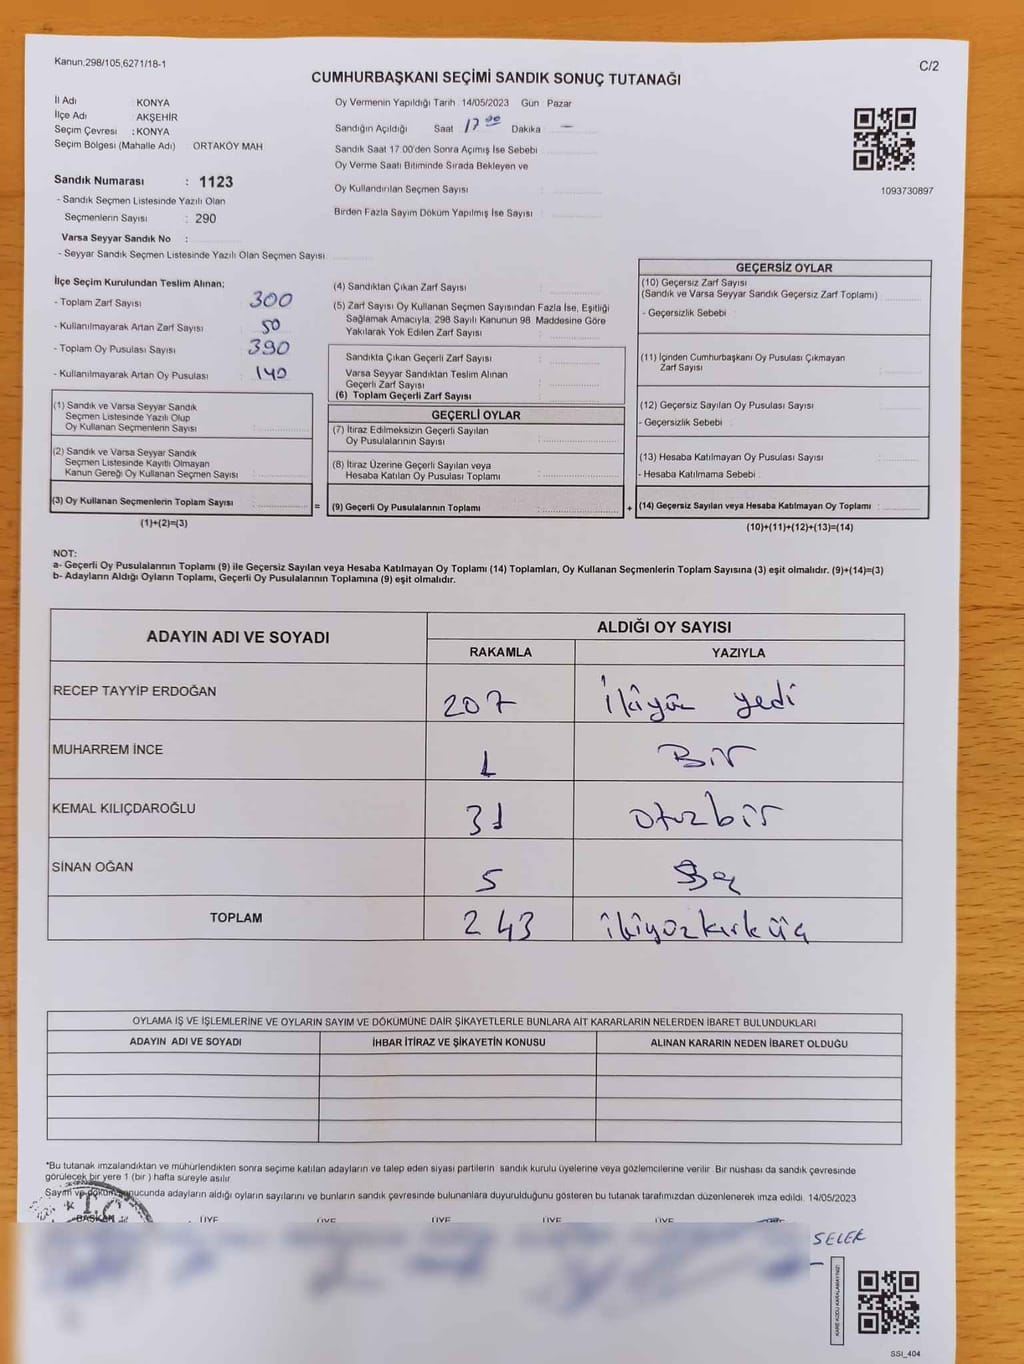 Kanun,298/105,6271/18-1
C/2
CUMHURBAŞKANI SEÇİMİ SANDIK SONUÇ TUTANAĞI
İl Adı : KONYA
İlçe Adı AKŞEHİR
Seçim Çevresi : KONYA
Seçim Bölgesi (Mahalle Adı) ORTAKÖY MAH
Sandık Numarası : 1123
- Sandık Seçmen Listesinde Yazılı Olan
Seçmenlerin Sayısı : 290
Varsa Seyyar Sandık No :
- Seyyar Sandık Seçmen Listesinde Yazılı Olan Seçmen Sayısı
Oy Vermenin Yapıldığı Tarih 14/05/2023 Gün Pazar
Sandığın Açıldığı Saat 17 00 Dakika —
Sandık Saat 17.00'den Sonra Açımış İse Sebebi
Oy Verme Saati Bitiminde Sırada Bekleyen ve
Oy Kullandırılan Seçmen Sayısı :
Birden Fazla Sayım Döküm Yapılmış İse Sayısı :
1093730897
İlçe Seçim Kurulundan Teslim Alınan;
- Toplam Zarf Sayısı : 300
- Kullanılmayarak Artan Zarf Sayısı : 50
- Toplam Oy Pusulası Sayısı : 390
- Kullanılmayarak Artan Oy Pusulası : 140
(1) Sandık ve Varsa Seyyar Sandık
Seçmen Listesinde Yazılı Olup
Oy Kullanan Seçmenlerin Sayısı :
(2) Sandık ve Varsa Seyyar Sandık
Seçmen Listesinde Kayıtlı Olmayan
Kanun Gereği Oy Kullanan Seçmen Sayısı :
(3) Oy Kullanan Seçmenlerin Toplam Sayısı :
(1)+(2)=(3)
=
(4) Sandıktan Çıkan Zarf Sayısı :
(5) Zarf Sayısı Oy Kullanan Seçmen Sayısından Fazla İse, Eşitliği
Sağlamak Amacıyla, 298 Sayılı Kanunun 98. Maddesine Göre
Yakılarak Yok Edilen Zarf Sayısı :
Sandıkta Çıkan Geçerli Zarf Sayısı :
Varsa Seyyar Sandıktan Teslim Alınan
Geçerli Zarf Sayısı :
(6) Toplam Geçerli Zarf Sayısı :
GEÇERLİ OYLAR
(7) İtiraz Edilmeksizin Geçerli Sayılan
Oy Pusulalarının Sayısı :
(8) İtiraz Üzerine Geçerli Sayılan veya
Hesaba Katılan Oy Pusulası Toplamı :
(9) Geçerli Oy Pusulalarının Toplamı :
+
GEÇERSİZ OYLAR
(10) Geçersiz Zarf Sayısı
(Sandık ve Varsa Seyyar Sandık Geçersiz Zarf Toplamı) :
- Geçersizlik Sebebi :
(11) İçinden Cumhurbaşkanı Oy Pusulası Çıkmayan
Zarf Sayısı :
(12) Geçersiz Sayılan Oy Pusulası Sayısı :
- Geçersizlik Sebebi :
(13) Hesaba Katılmayan Oy Pusulası Sayısı :
- Hesaba Katılmama Sebebi :
(14) Geçersiz Sayılan veya Hesaba Katılmayan Oy Toplamı :
(10)+(11)+(12)+(13)=(14)
NOT:
a- Geçerli Oy Pusulalarının Toplamı (9) ile Geçersiz Sayılan veya Hesaba Katılmayan Oy Toplamı (14) Toplamları, Oy Kullanan Seçmenlerin Toplam Sayısına (3) eşit olmalıdır. (9)+(14)=(3)
b- Adayların Aldığı Oyların Toplamı, Geçerli Oy Pusulalarının Toplamına (9) eşit olmalıdır.
ADAYIN ADI VE SOYADI ALDIĞI OY SAYISI
RAKAMLA YAZIYLA
RECEP TAYYİP ERDOĞAN 207 ikiyüz yedi
MUHARREM İNCE 1 Bir
KEMAL KILIÇDAROĞLU 31 otuzbir
SİNAN OĞAN 5 Beş
TOPLAM 243 ikiyüzkırküç
OYLAMA İŞ VE İŞLEMLERİNE VE OYLARIN SAYIM VE DÖKÜMÜNE DAİR ŞİKAYETLERLE BUNLARA AİT KARARLARIN NELERDEN İBARET BULUNDUKLARI
ADAYIN ADI VE SOYADI İHBAR İTİRAZ VE ŞİKAYETİN KONUSU ALINAN KARARIN NEDEN İBARET OLDUĞU
*Bu tutanak imzalandıktan ve mühürlendikten sonra seçime katılan adayların ve talep eden siyası partilerin sandık kurulu üyelerine veya gözlemcilerine verilir. Bir nüshası da sandık çevresinde
görülecek bir yere 1 (bir ) hafta süreyle asılır.
Sayım ve döküm sonucunda adayların aldığı oyların sayılarını ve bunların sandık çevresinde bulunanlara duyurulduğunu gösteren bu tutanak tarafımızdan düzenlenerek imza edildi. 14/05/2023
T.C
BAŞKAN ÜYE ÜYE ÜYE ÜYE ÜYE
SELEK
KARE KODU KARALAMAYINIZ!
SSI_404